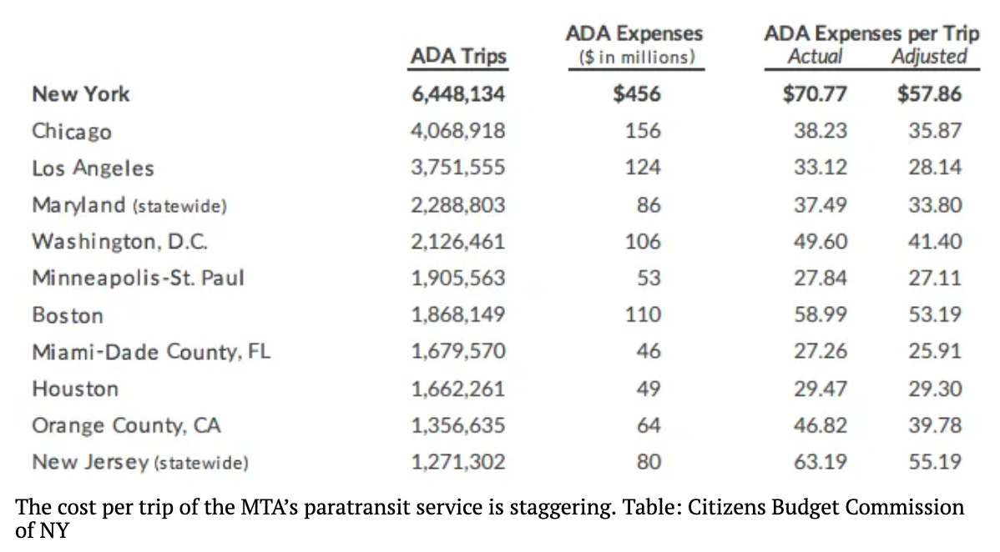 ADA Expenses ADA Expenses per Trip
ADA Trips ($ in millions) Actual Adjusted
New York 6,448,134 $456 $70.77 $57.86
Chicago 4,068,918 156 38.23 35.87
Los Angeles 3,751,555 124 33.12 28.14
Maryland (statewide) 2,288,803 86 37.49 33.80
Washington, D.C. 2,126,461 106 49.60 41.40
Minneapolis-St. Paul 1,905,563 53 27.84 27.11
Boston 1,868,149 110 58.99 53.19
Miami-Dade County, FL 1,679,570 46 27.26 25.91
Houston 1,662,261 49 29.47 29.30
Orange County, CA 1,356,635 64 46.82 39.78
New Jersey (statewide) 1,271,302 80 63.19 55.19
The cost per trip of the MTA’s paratransit service is staggering. Table: Citizens Budget Commission
of NY